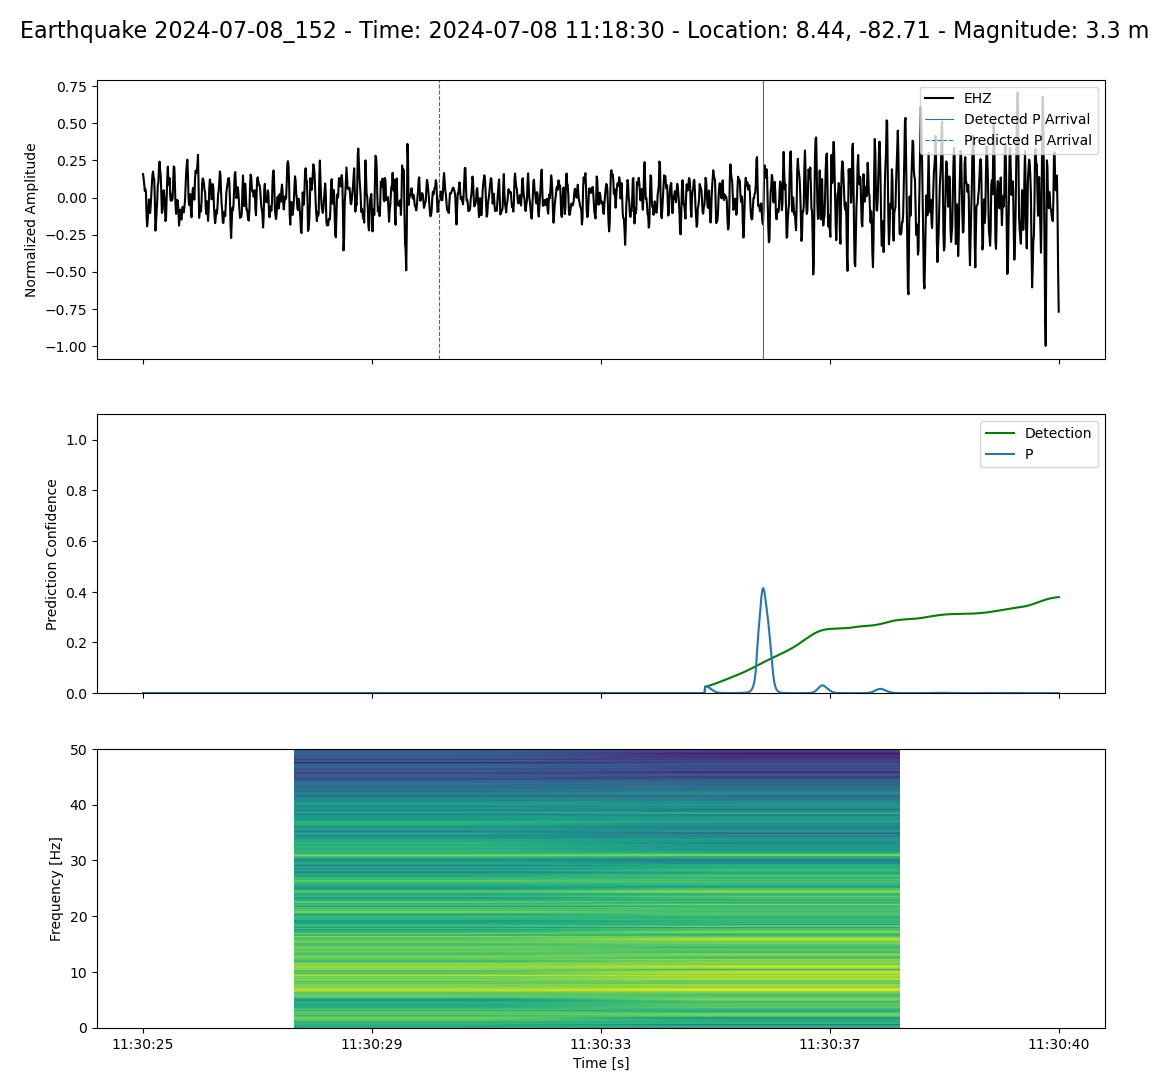 Earthquake 2024-07-08_152 - Time: 2024-07-08 11:18:30 - Location: 8.44, -82.71 - Magnitude: 3.3 m
Normalized Amplitude
0.75
0.50
0.25
0.00
−0.25
−0.50
−0.75
−1.00
EHZ
Detected P Arrival
Predicted P Arrival
Prediction Confidence
1.0
0.8
0.6
0.4
0.2
0.0
Detection
P
Frequency [Hz]
50
40
30
20
10
0
11:30:25 11:30:29 11:30:33 11:30:37 11:30:40
Time [s]